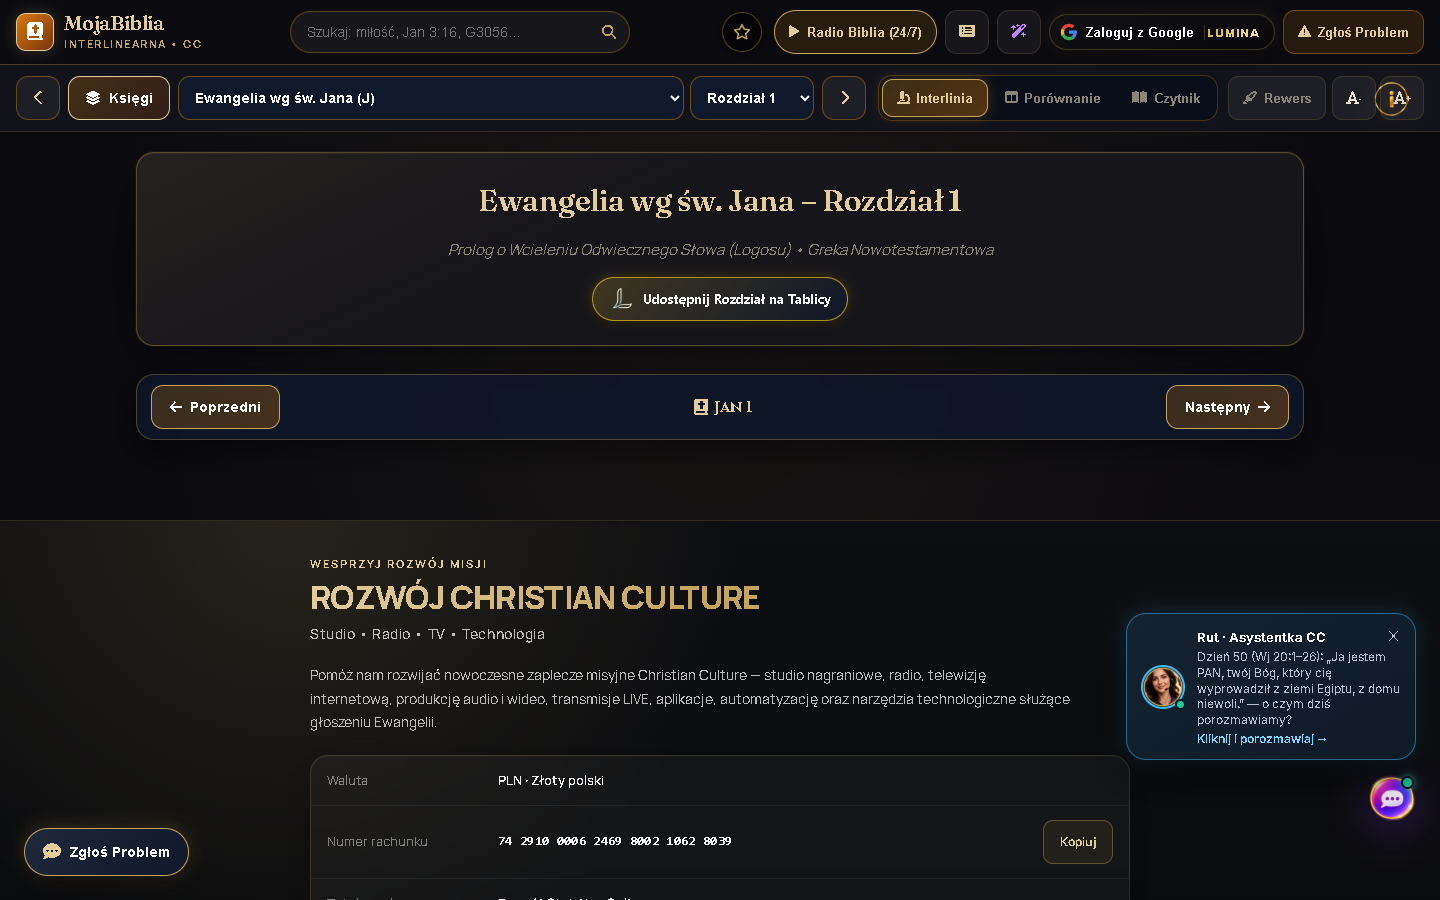 MojaBiblia
INTERLINEARNA • CC
Szukaj: miłość, Jan 3:16, G3056...
Radio Biblia (24/7)
Zaloguj z Google LUMINA
Zgłoś Problem
Księgi
Ewangelia wg św. Jana (J)
Rozdział 1
Interlinia
Porównanie
Czytnik
Rewers
A-
A+
Ewangelia wg św. Jana – Rozdział 1
Prolog o Wcieleniu Odwiecznego Słowa (Logosu) • Greka Nowotestamentowa
Udostępnij Rozdział na Tablicy
Poprzedni
JAN 1
Następny
WESPRZYJ ROZWÓJ MISJI
ROZWÓJ CHRISTIAN CULTURE
Studio • Radio • TV • Technologia
Pomóż nam rozwijać nowoczesne zaplecze misyjne Christian Culture — studio nagraniowe, radio, telewizję
internetową, produkcję audio i wideo, transmisje LIVE, aplikacje, automatyzację oraz narzędzia technologiczne służące
głoszeniu Ewangelii.
Waluta
PLN · Złoty polski
Numer rachunku
74 2910 0006 2469 8002 1062 8039
Kopiuj
Rut · Asystentka CC
Dzień 50 (Wj 20:1–26): „Ja jestem
PAN, twój Bóg, który cię
wyprowadził z ziemi Egiptu, z domu
niewoli.” — o czym dziś
porozmawiamy?
Kliknij i porozmawiaj →
Zgłoś Problem